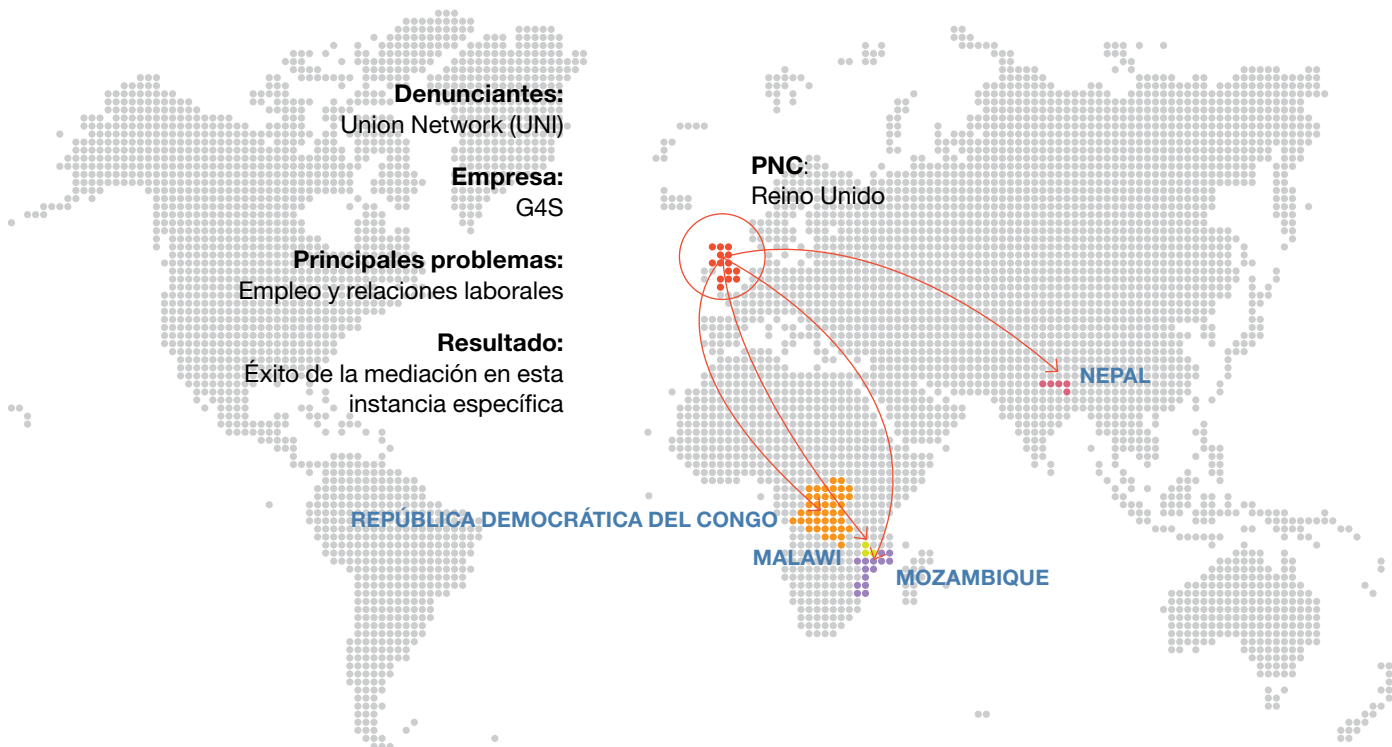 Denunciantes:
Union Network (UNI)
Empresa:
G4S
Principales problemas:
Empleo y relaciones laborales
Resultado:
Éxito de la mediación en esta
instancia específica
PNC:
Reino Unido
NEPAL
REPÚBLICA DEMOCRÁTICA DEL CONGO
MALAWI
MOZAMBIQUE